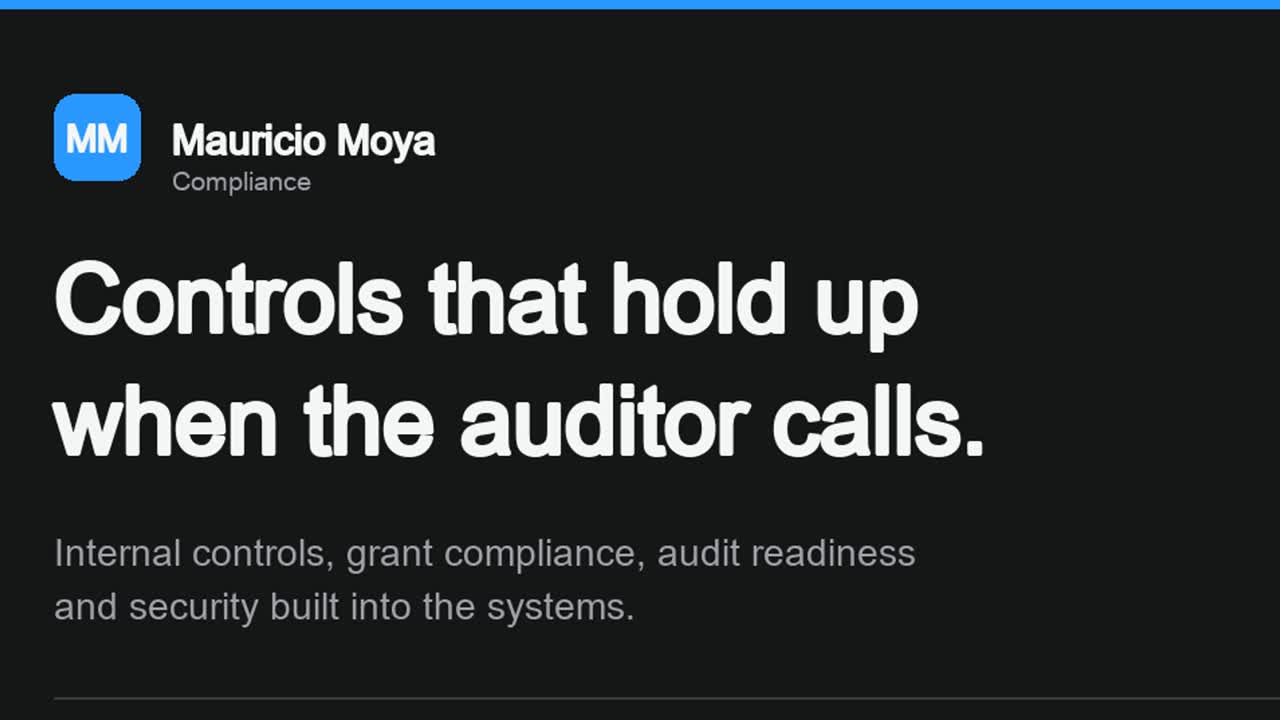 MM
Mauricio Moya
Compliance
Controls that hold up
when the auditor calls.
Internal controls, grant compliance, audit readiness
and security built into the systems.